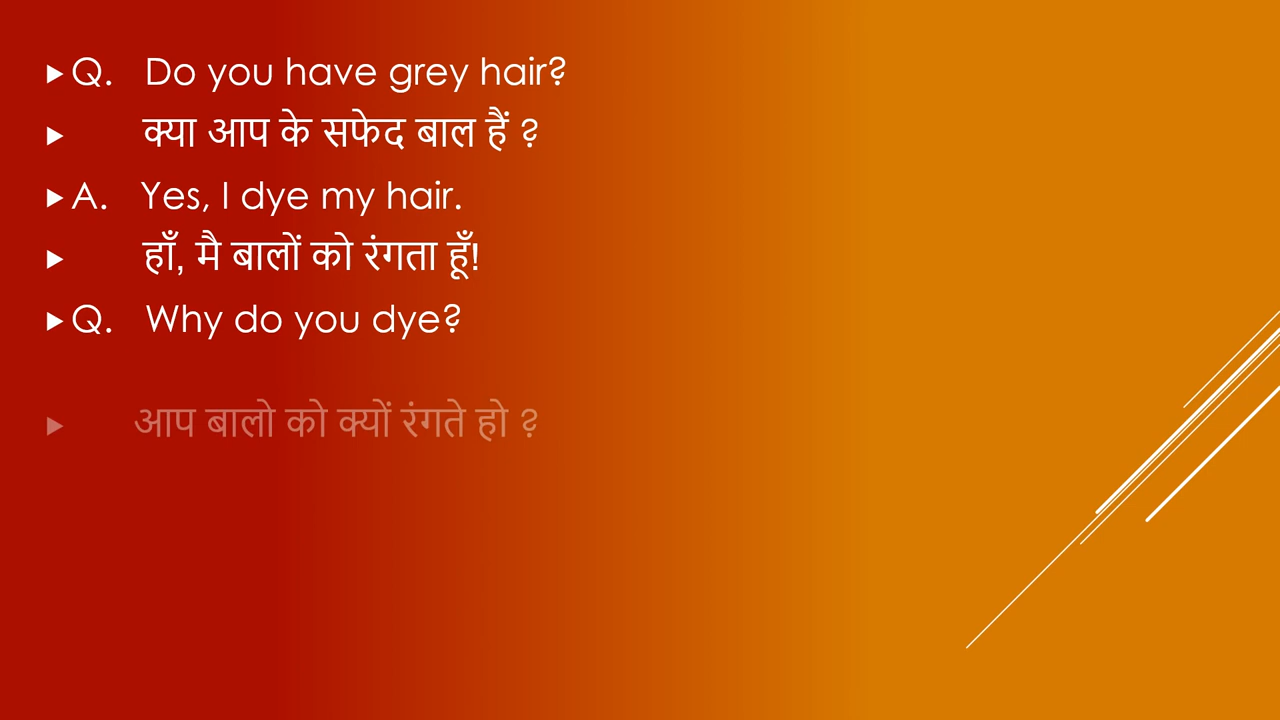 Q. Do you have grey hair?
क्या आप के सफेद बाल हैं ?
A. Yes, I dye my hair.
हाँ, मै बालों को रंगता हूँ!
Q. Why do you dye?
आप बालो को क्यों रंगते हो ?